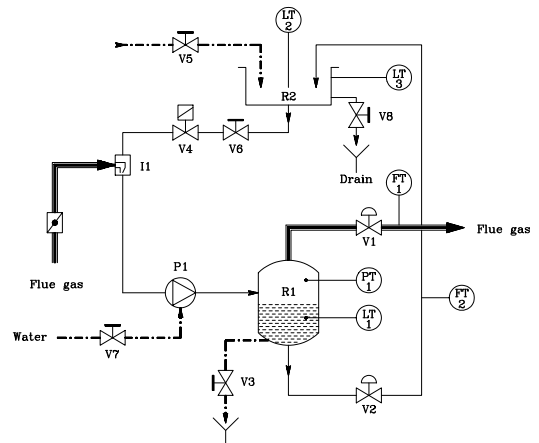 LT
2
V5
R2
LT
3
V8
V4
V6
I1
Drain
FT
1
Flue gas
V1
Flue gas
P1
R1
PT
1
FT
2
LT
1
Water
V7
V3
V2